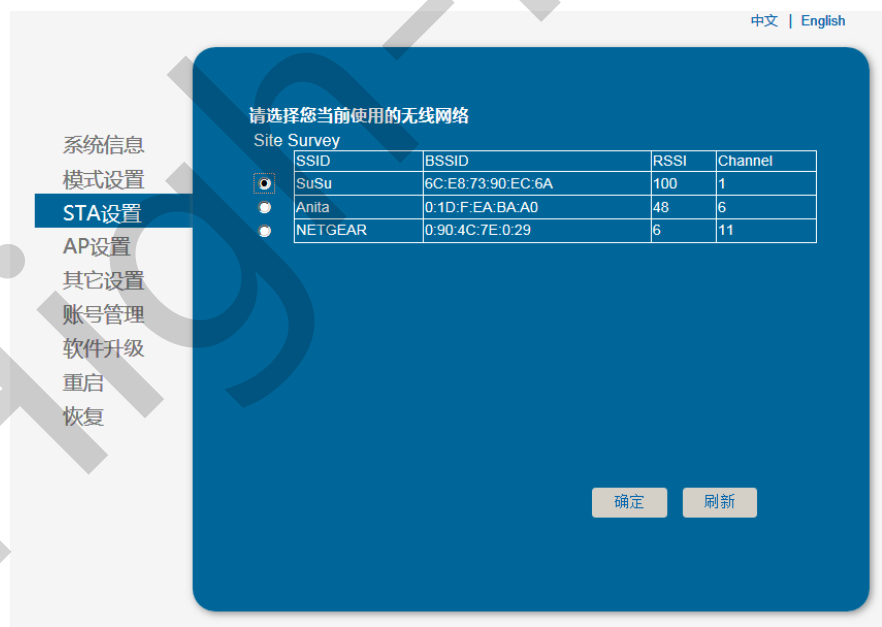 中文 | English
请选择您当前使用的无线网络
Site Survey
SSID BSSID RSSI Channel
SuSu 6C:E8:73:90:EC:6A 100 1
Anita 0:1D:F:EA:BA:A0 48 6
NETGEAR 0:90:4C:7E:0:29 6 11
系统信息
模式设置
STA设置
AP设置
其它设置
账号管理
软件升级
重启
恢复
确定 刷新